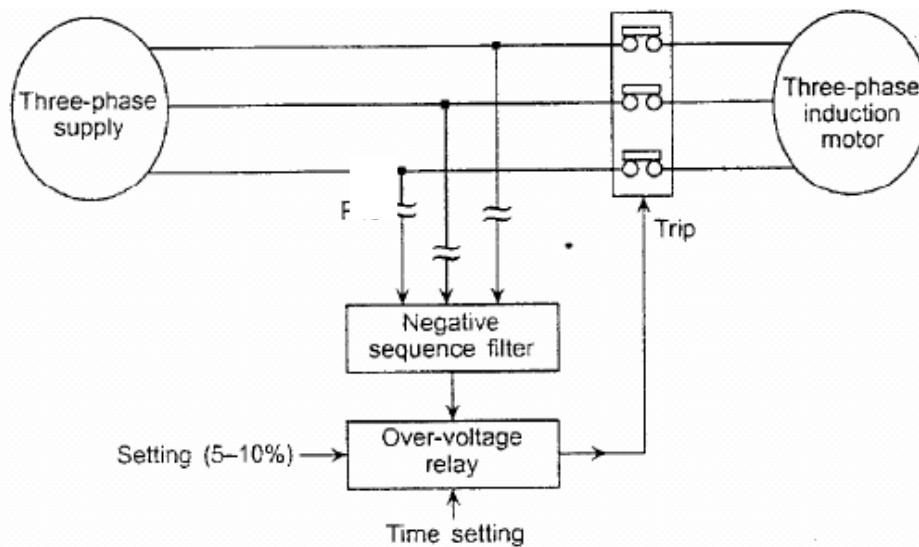 Three-phase
supply
Three-phase
induction
motor
Trip
Negative
sequence filter
Setting (5–10%)
Over-voltage
relay
Time setting